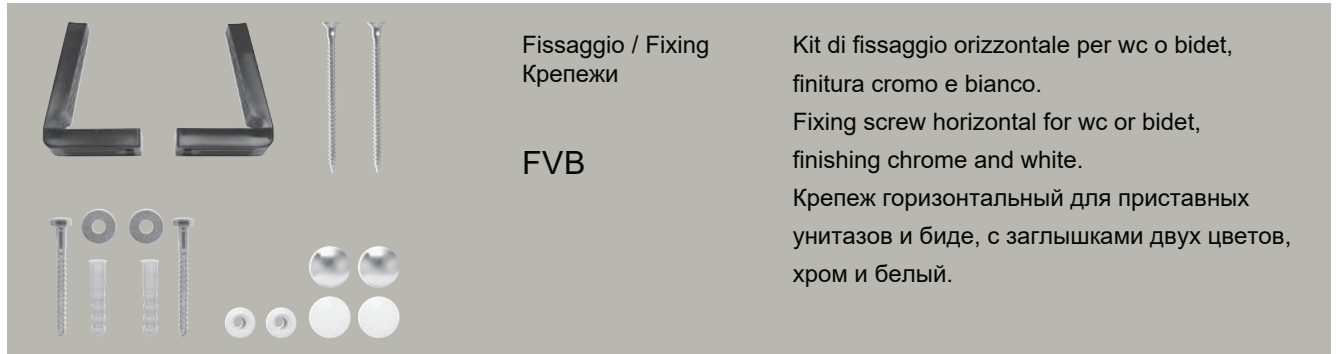 Fissaggio / Fixing
Крепежи
FVB
Kit di fissaggio orizzontale per wc o bidet,
finitura cromo e bianco.
Fixing screw horizontal for wc or bidet,
finishing chrome and white.
Крепеж горизонтальный для приставных
унитазов и биде, с заглышками двух цветов,
хром и белый.